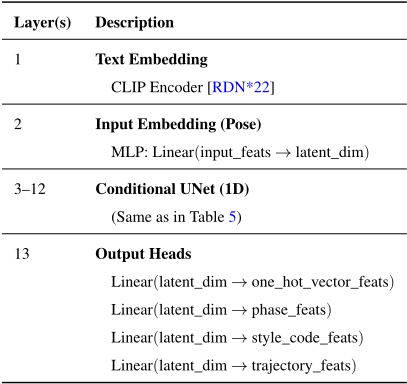 Layer(s) Description
1 Text Embedding
CLIP Encoder [RDN*22]
2 Input Embedding (Pose)
MLP: Linear(input_feats → latent_dim)
3–12 Conditional UNet (1D)
(Same as in Table 5)
13 Output Heads
Linear(latent_dim → one_hot_vector_feats)
Linear(latent_dim → phase_feats)
Linear(latent_dim → style_code_feats)
Linear(latent_dim → trajectory_feats)